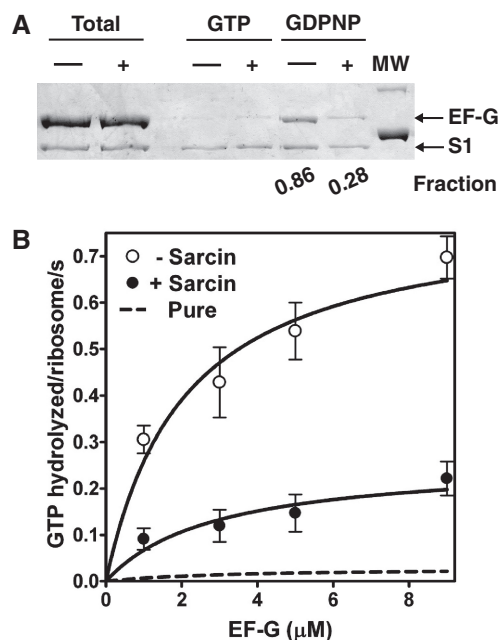 A
Total GTP GDPNP
— + — + — + MW
EF-G
S1
0.86 0.28 Fraction
B
GTP hydrolyzed/ribosome/s
0.7
0.6
0.5
0.4
0.3
0.2
0.1
0.0
- Sarcin
+ Sarcin
Pure
0 2 4 6 8
EF-G (μM)